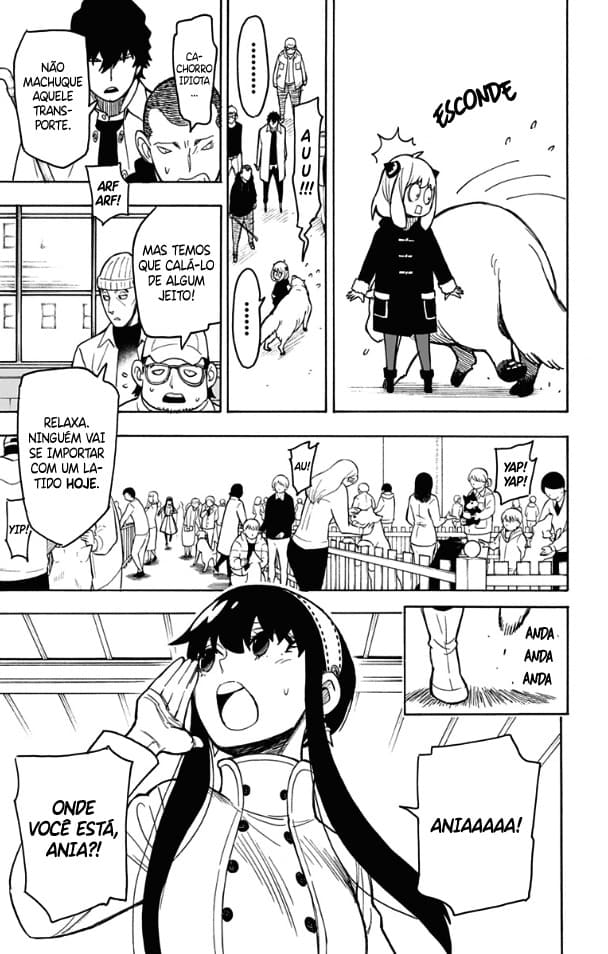 ESCONDE
......
AUU!!!
......
CA-
CHORRO
IDIOTA
...
NÃO
MACHUQUE
AQUELE
TRANS-
PORTE.
ARF
ARF!
MAS TEMOS
QUE CALÁ-LO
DE ALGUM
JEITO!
YAP!
YAP!
AU!
RELAXA.
NINGUÉM VAI
SE IMPORTAR
COM UM LA-
TIDO HOJE.
YIP!
ANDA
ANDA
ANDA
ANIAAAAA!
ONDE
VOCÊ ESTÁ,
ANIA?!